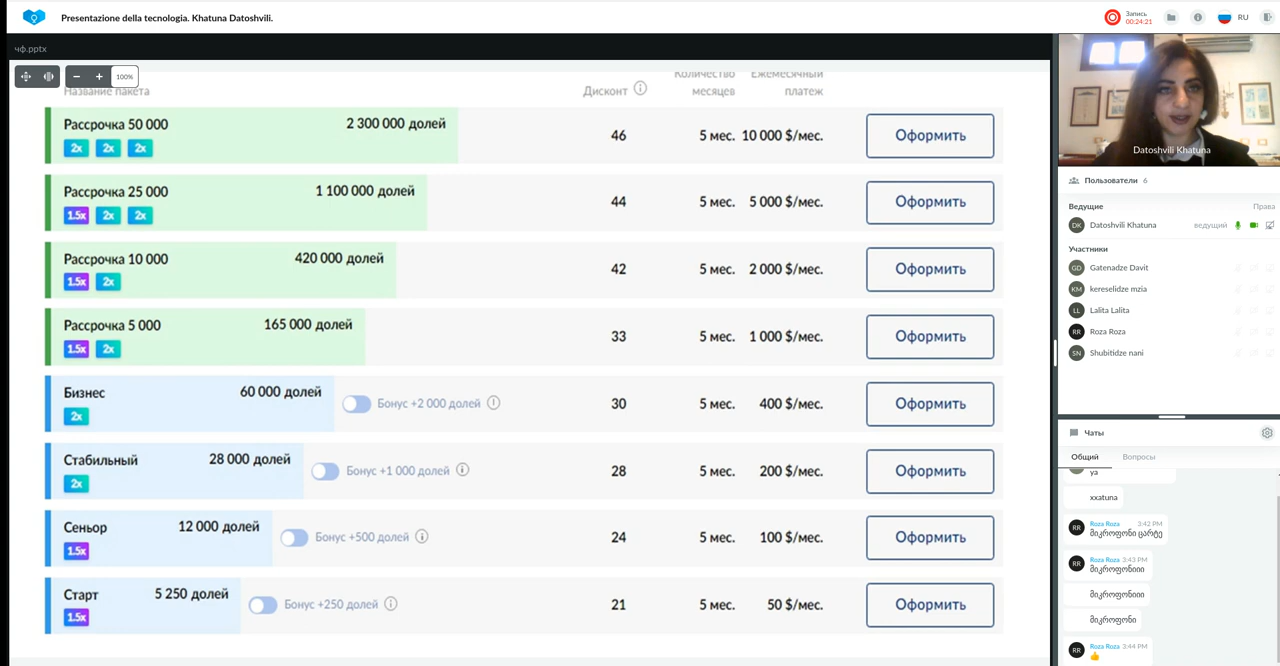 Presentazione della tecnologia. Khatuna Datoshvili.
Запись
00:24:21
RU
чф.pptx
100%
Название пакета
Дисконт
Количество месяцев
Ежемесячный платеж
Рассрочка 50 000
2 300 000 долей
2x 2x 2x
46
5 мес.
10 000 $/мес.
Оформить
Рассрочка 25 000
1 100 000 долей
1.5x 2x 2x
44
5 мес.
5 000 $/мес.
Оформить
Рассрочка 10 000
420 000 долей
1.5x 2x
42
5 мес.
2 000 $/мес.
Оформить
Рассрочка 5 000
165 000 долей
1.5x 2x
33
5 мес.
1 000 $/мес.
Оформить
Бизнес
60 000 долей
2x
Бонус +2 000 долей
30
5 мес.
400 $/мес.
Оформить
Стабильный
28 000 долей
2x
Бонус +1 000 долей
28
5 мес.
200 $/мес.
Оформить
Сеньор
12 000 долей
1.5x
Бонус +500 долей
24
5 мес.
100 $/мес.
Оформить
Старт
5 250 долей
1.5x
Бонус +250 долей
21
5 мес.
50 $/мес.
Оформить
Datoshvili Khatuna
Пользователи 6
Ведущие
Права
DK Datoshvili Khatuna ведущий
Участники
GD Gatenadze Davit
KM kereselidze mzia
LL Lalita Lalita
RR Roza Roza
SN Shubitidze nani
Чаты
Общий
Вопросы
ya
xxatuna
RR Roza Roza 3:42 PM
მიკროფონი ცარტე
RR Roza Roza 3:43 PM
მიკროფონიიი
მიკროფონიიი
მიკროფონი
RR Roza Roza 3:44 PM
👍